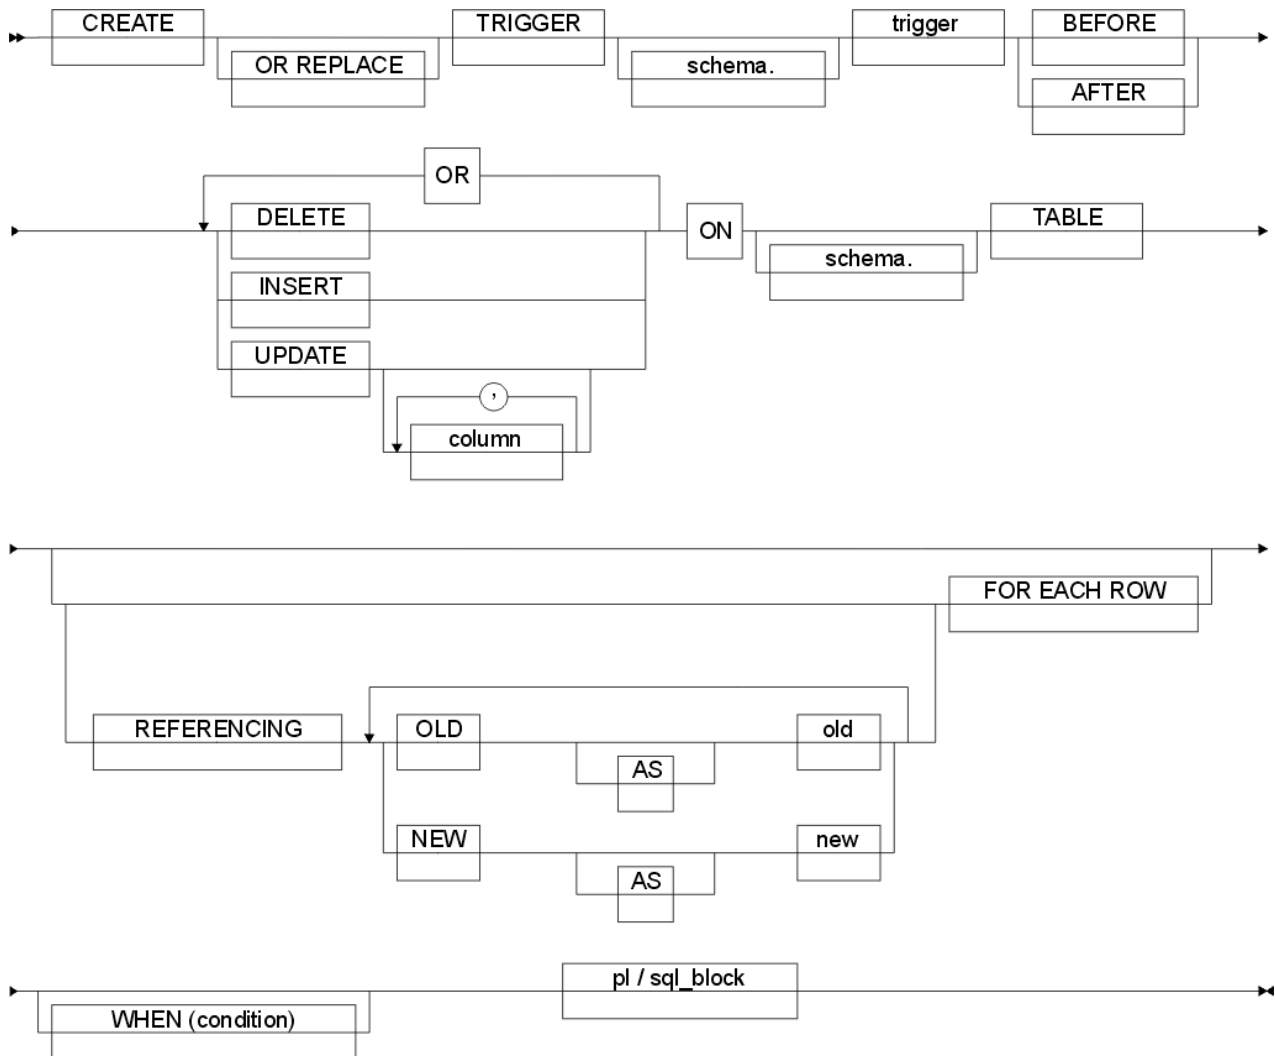 CREATE TRIGGER trigger BEFORE
OR REPLACE schema.
AFTER
OR
DELETE ON TABLE
schema.
INSERT
UPDATE
,
column
FOR EACH ROW
REFERENCING OLD old
AS
NEW new
AS
pl / sql_block
WHEN (condition)